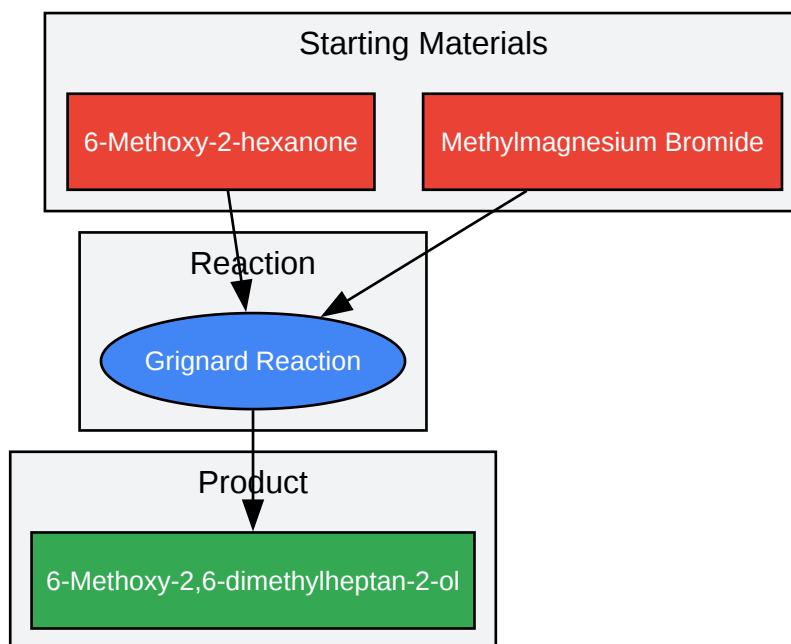 Starting Materials
6-Methoxy-2-hexanone
Methylmagnesium Bromide
Reaction
Grignard Reaction
Product
6-Methoxy-2,6-dimethylheptan-2-ol